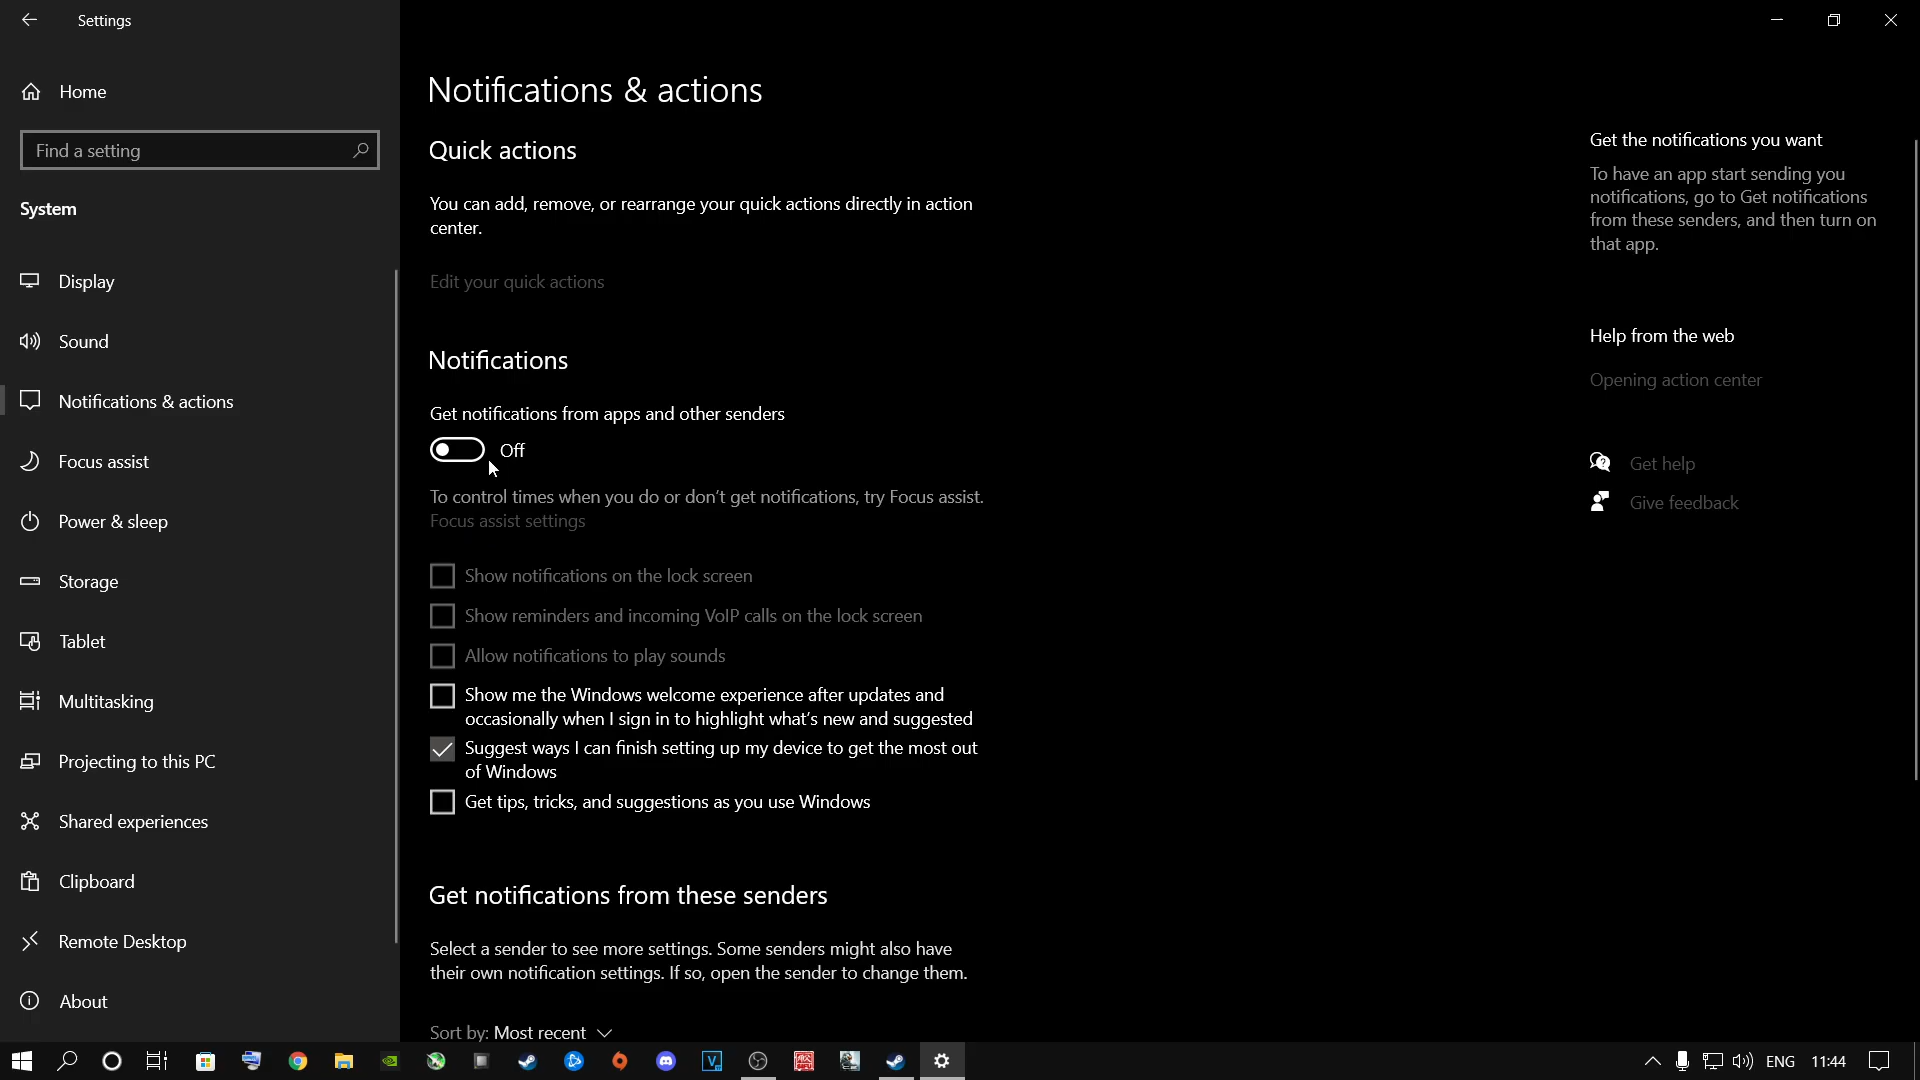 Settings
Home
Find a setting
System
Display
Sound
Notifications & actions
Focus assist
Power & sleep
Storage
Tablet
Multitasking
Projecting to this PC
Shared experiences
Clipboard
Remote Desktop
About
Notifications & actions
Quick actions
You can add, remove, or rearrange your quick actions directly in action
center.
Edit your quick actions
Notifications
Get notifications from apps and other senders
Off
To control times when you do or don't get notifications, try Focus assist.
Focus assist settings
Show notifications on the lock screen
Show reminders and incoming VoIP calls on the lock screen
Allow notifications to play sounds
Show me the Windows welcome experience after updates and
occasionally when I sign in to highlight what's new and suggested
Suggest ways I can finish setting up my device to get the most out
of Windows
Get tips, tricks, and suggestions as you use Windows
Get notifications from these senders
Select a sender to see more settings. Some senders might also have
their own notification settings. If so, open the sender to change them.
Sort by: Most recent
Get the notifications you want
To have an app start sending you
notifications, go to Get notifications
from these senders, and then turn on
that app.
Help from the web
Opening action center
Get help
Give feedback
V
ENG
11:44